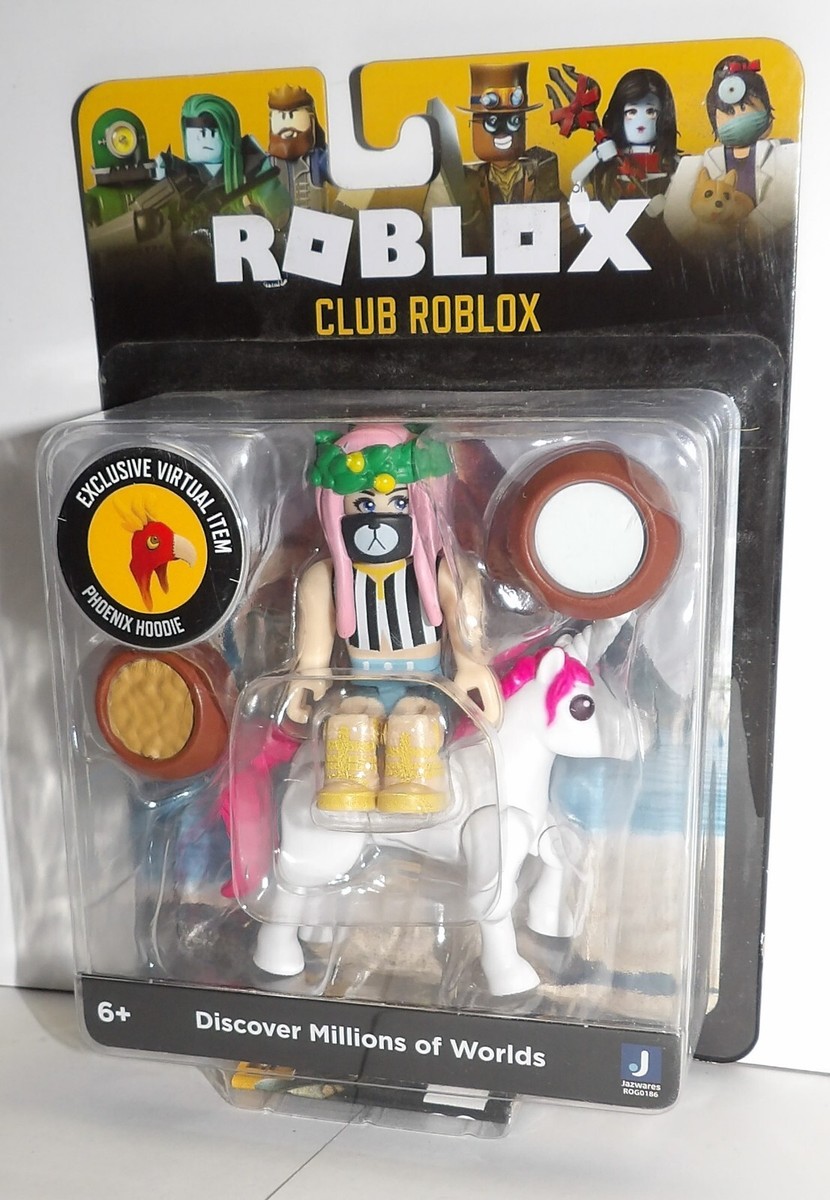 ROBLOX
CLUB ROBLOX
EXCLUSIVE VIRTUAL ITEM
PHOENIX HOODIE
6+
Discover Millions of Worlds
J
Jazwares
ROG0186